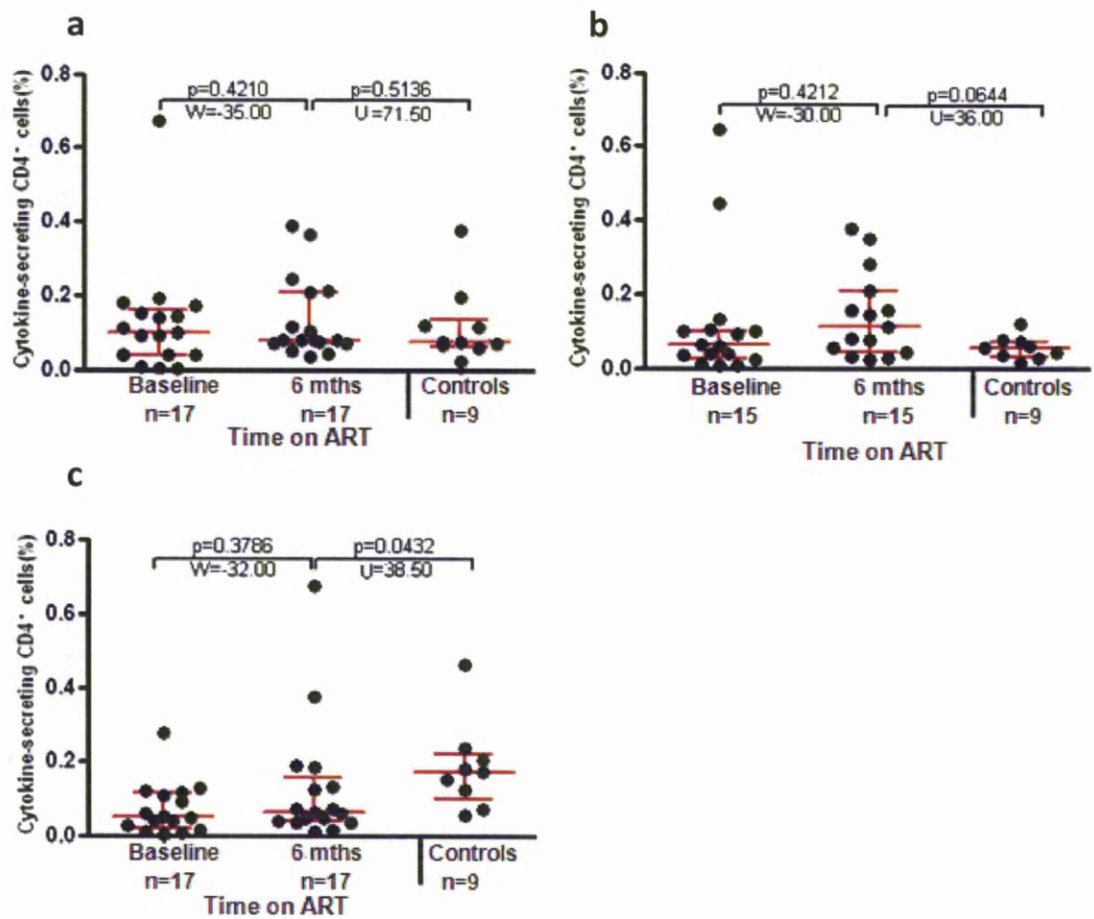 a
Cytokine-secreting CD4⁺ cells(%)
0.8
0.6
0.4
0.2
0.0
p=0.4210
W=-35.00
p=0.5136
U=71.50
Baseline 6 mths Controls
n=17 n=17 n=9
Time on ART
b
Cytokine-secreting CD4⁺ cells(%)
0.8
0.6
0.4
0.2
0.0
p=0.4212
W=-30.00
p=0.0644
U=36.00
Baseline 6 mths Controls
n=15 n=15 n=9
Time on ART
c
Cytokine-secreting CD4⁺ cells(%)
0.8
0.6
0.4
0.2
0.0
p=0.3786
W=-32.00
p=0.0432
U=38.50
Baseline 6 mths Controls
n=17 n=17 n=9
Time on ART